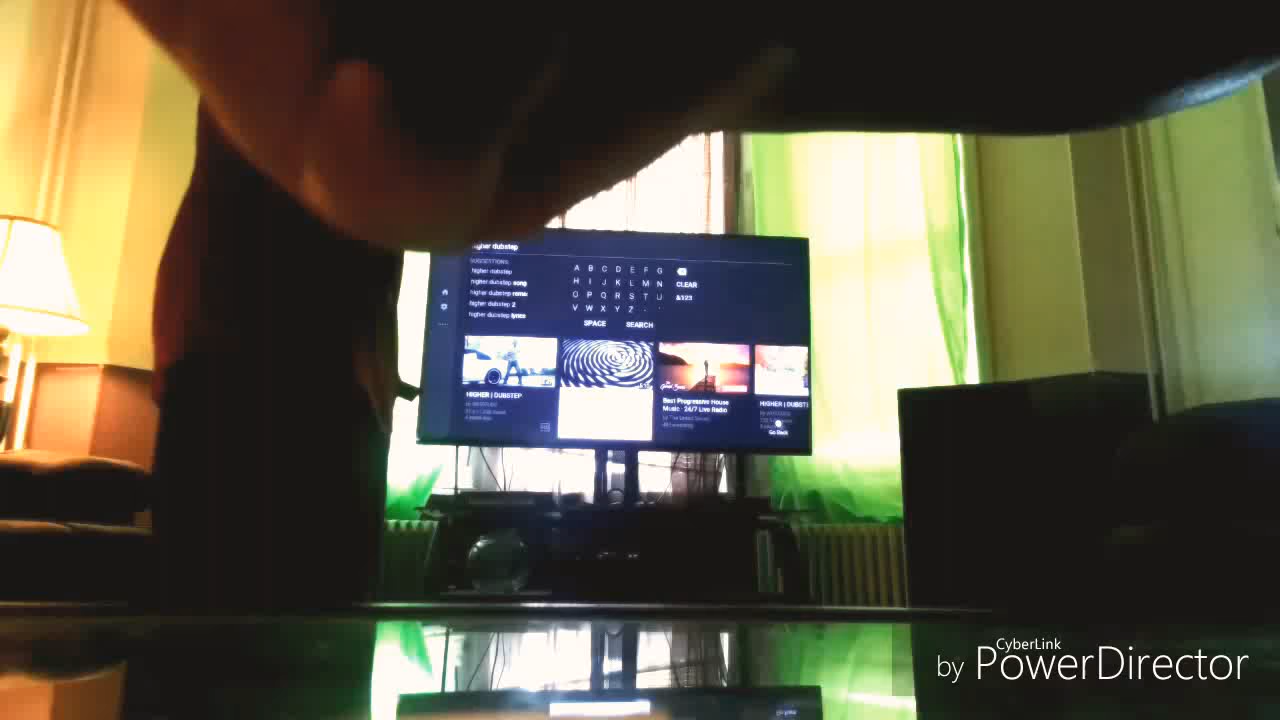 higher dubstep
SUGGESTIONS
higher dubstep
higher dubstep song
higher dubstep remix
higher dubstep 2
higher dubstep lyrics
A B C D E F G
H I J K L M N CLEAR
O P Q R S T U &123
V W X Y Z - '
SPACE SEARCH
HIGHER | DUBSTEP
Best Progressive House
Music · 24/7 Live Radio
HIGHER | DUBSTE
Go Back
CyberLink
by PowerDirector